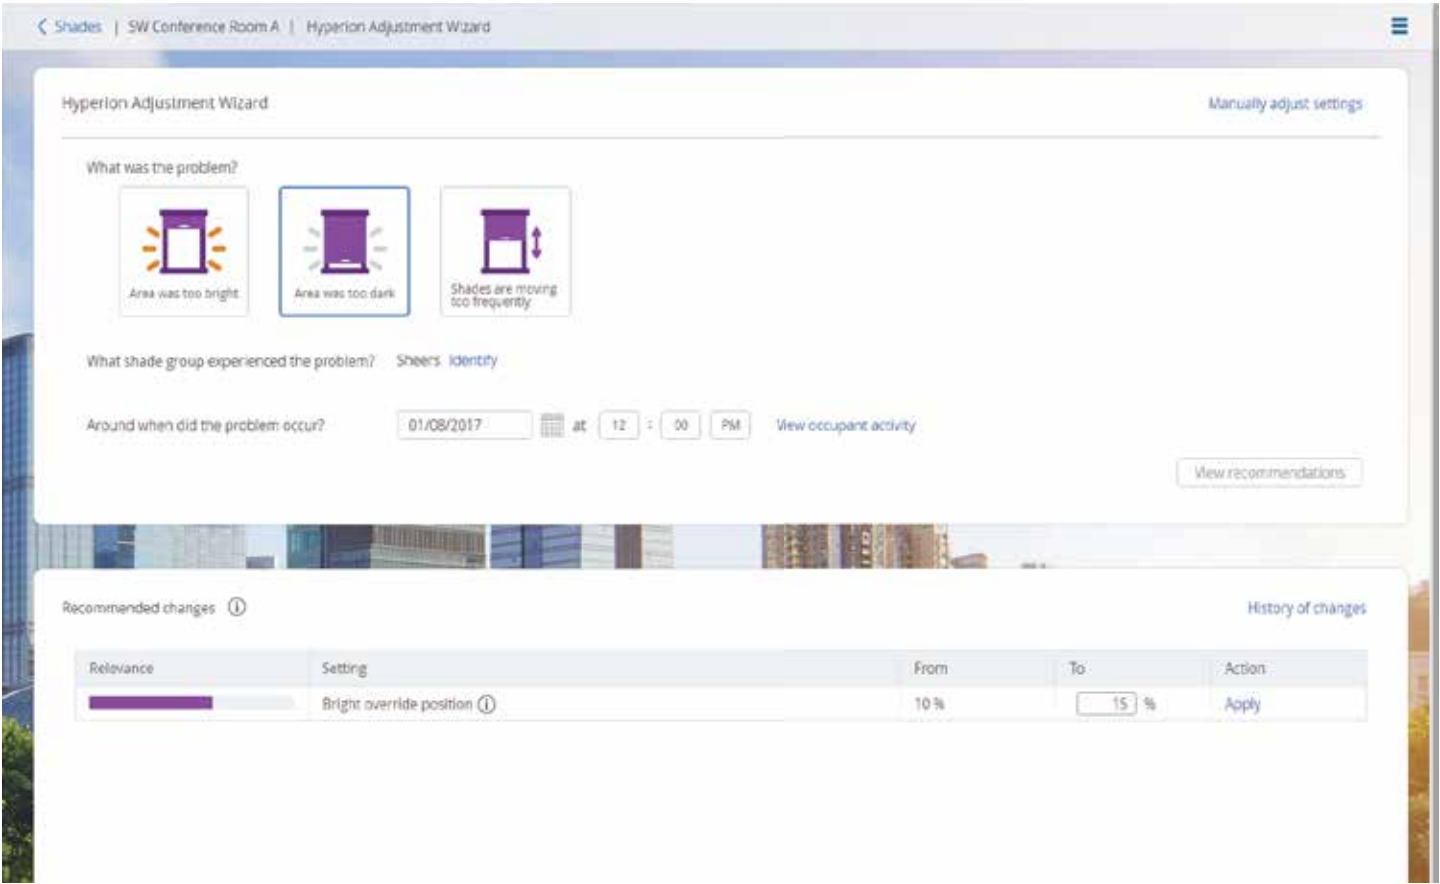 Shades | SW Conference Room A | Hyperion Adjustment Wizard
Hyperion Adjustment Wizard
Manually adjust settings
What was the problem?
Area was too bright
Area was too dark
Shades are moving
too frequently
What shade group experienced the problem? Sheers Identify
Around when did the problem occur? 01/08/2017 at 12 : 00 PM View occupant activity
View recommendations
Recommended changes
History of changes
Relevance Setting From To Action
Bright override position 10 % 15 % Apply